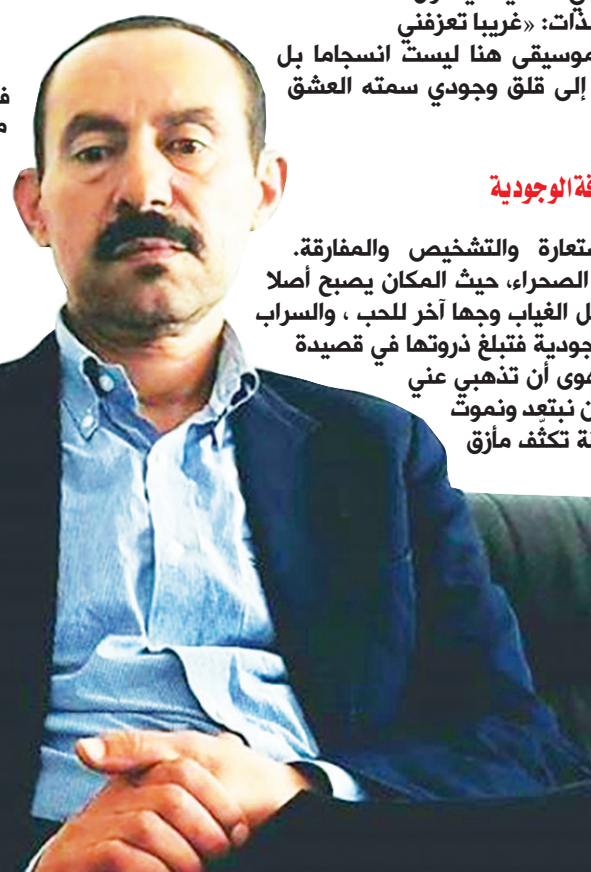 ذات: «غريبا تعزفني
موسيقى هنا ليست انسجاما بل
إلى قلق وجودي سمته العشق
الوجودية
ستعارة والتشخيص والمفارقة.
الصحراء، حيث المكان يصبح أصلا
الغياب وجها آخر للحب ، والسراب
جودية فتبلغ ذروتها في قصيدة
هوى أن تذهبي عني
ن نبتعد ونموت
تكثّف مأزق